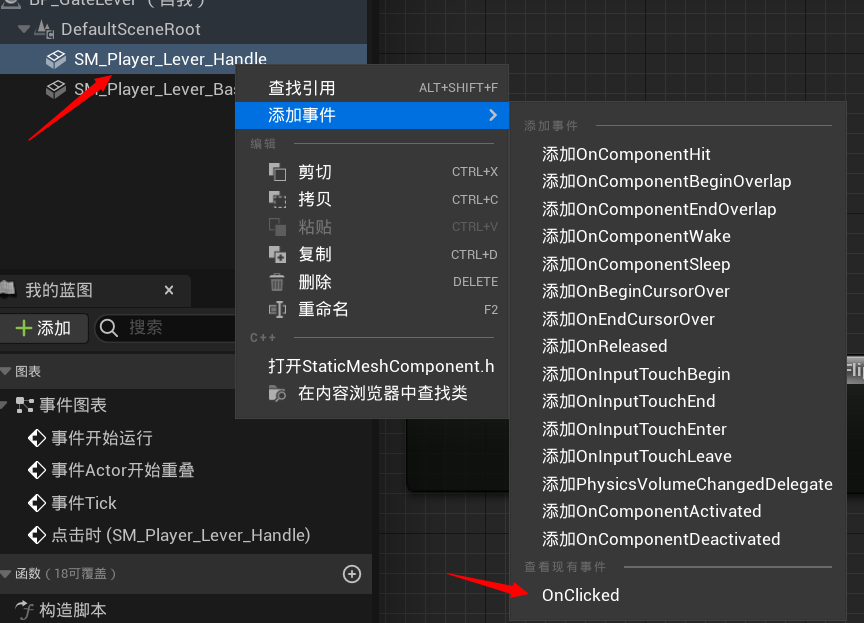 BP_GateLever （自我）
DefaultSceneRoot
SM_Player_Lever_Handle
SM_Player_Lever_Bas
查找引用 ALT+SHIFT+F
添加事件
编辑
剪切 CTRL+X
拷贝 CTRL+C
粘贴 CTRL+V
复制 CTRL+D
删除 DELETE
重命名 F2
C++
打开StaticMeshComponent.h
在内容浏览器中查找类
添加事件
添加OnComponentHit
添加OnComponentBeginOverlap
添加OnComponentEndOverlap
添加OnComponentWake
添加OnComponentSleep
添加OnBeginCursorOver
添加OnEndCursorOver
添加OnReleased
添加OnInputTouchBegin
添加OnInputTouchEnd
添加OnInputTouchEnter
添加OnInputTouchLeave
添加PhysicsVolumeChangedDelegate
添加OnComponentActivated
添加OnComponentDeactivated
查看现有事件
OnClicked
我的蓝图
添加
搜索
图表
事件图表
事件开始运行
事件Actor开始重叠
事件Tick
点击时 (SM_Player_Lever_Handle)
函数（18可覆盖）
构造脚本
Flip